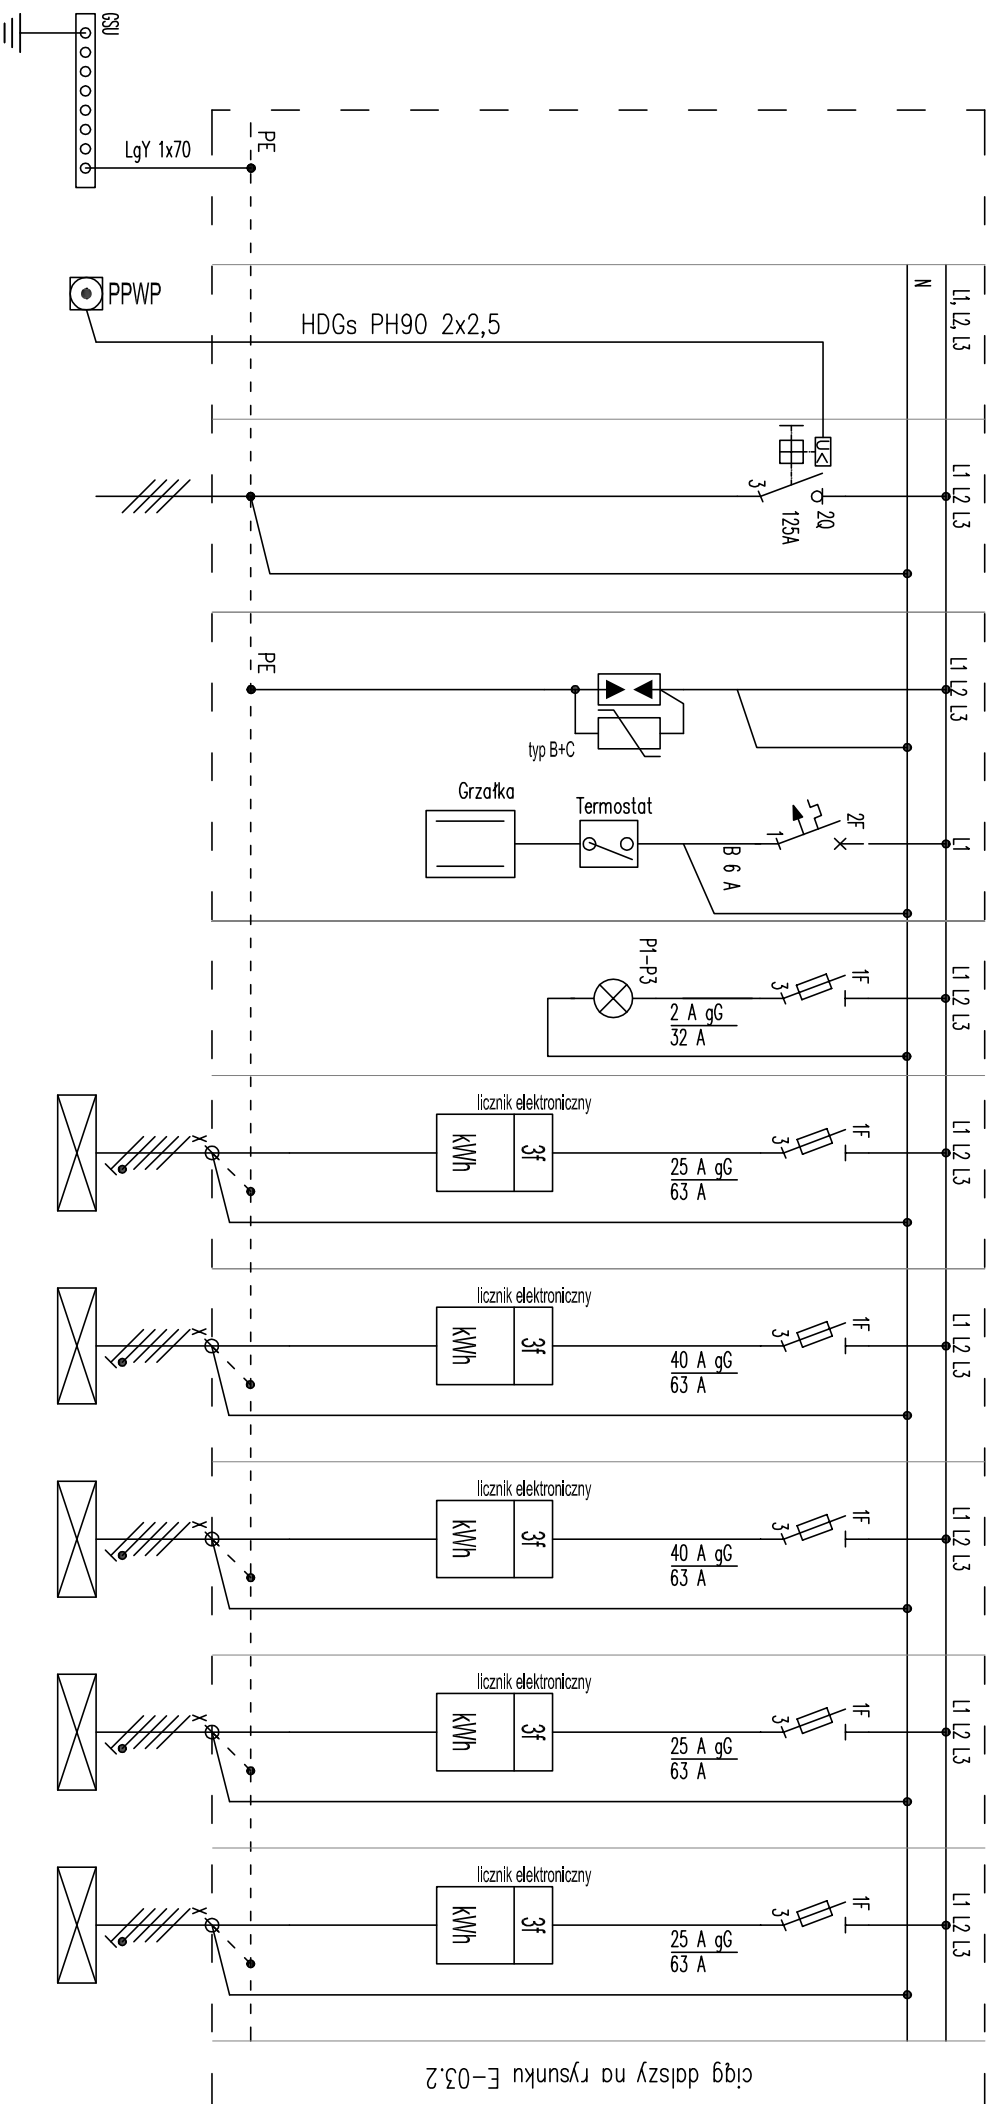 GSU
LgY 1x70
PE
PPWP
HDGs PH90 2x2,5
N
L1, L2, L3
U<
3
2Q
125A
L1 L2 L3
PE
typ B+C
L1 L2 L3
Grzałka
Termostat
1
2F
B 6 A
L1
P1-P3
2 A gG
32 A
3
1F
L1 L2 L3
licznik elektroniczny
kWh
3f
25 A gG
63 A
3
1F
L1 L2 L3
X
licznik elektroniczny
kWh
3f
40 A gG
63 A
3
1F
L1 L2 L3
X
licznik elektroniczny
kWh
3f
40 A gG
63 A
3
1F
L1 L2 L3
X
licznik elektroniczny
kWh
3f
25 A gG
63 A
3
1F
L1 L2 L3
X
licznik elektroniczny
kWh
3f
25 A gG
63 A
3
1F
L1 L2 L3
X
ciąg dalszy na rysunku E-03.2